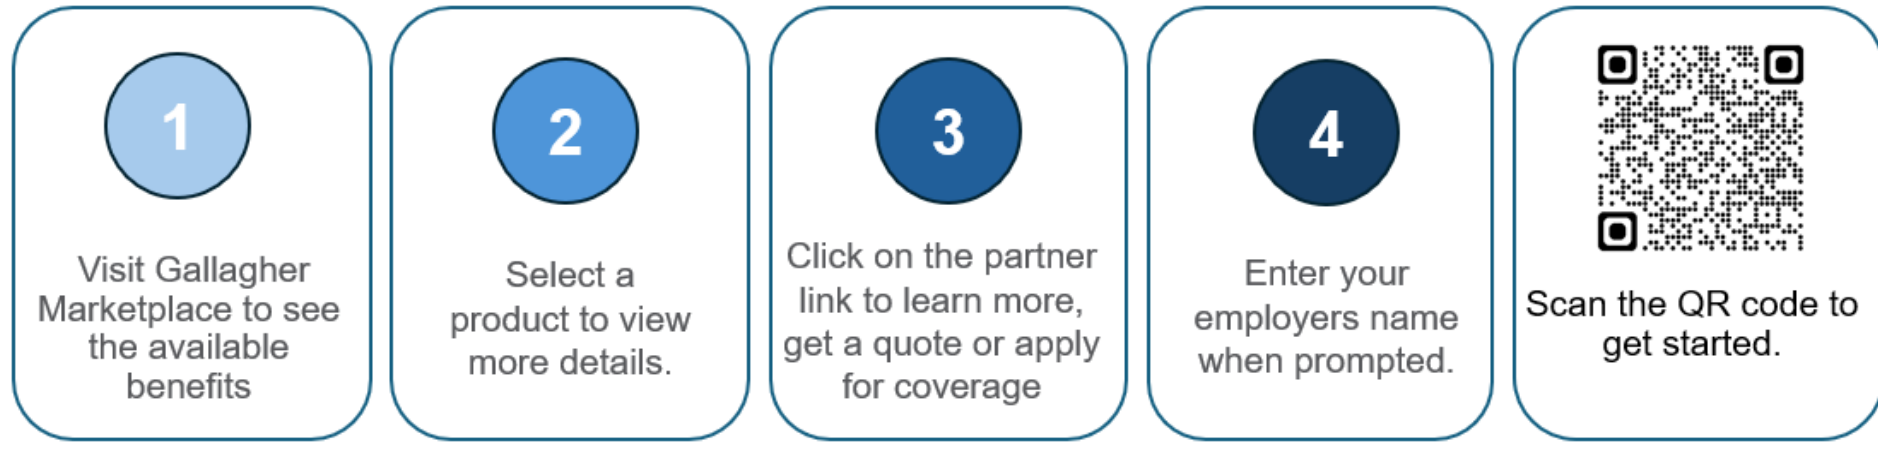 1
Visit Gallagher
Marketplace to see
the available
benefits
2
Select a
product to view
more details.
3
Click on the partner
link to learn more,
get a quote or apply
for coverage
4
Enter your
employers name
when prompted.
Scan the QR code to
get started.